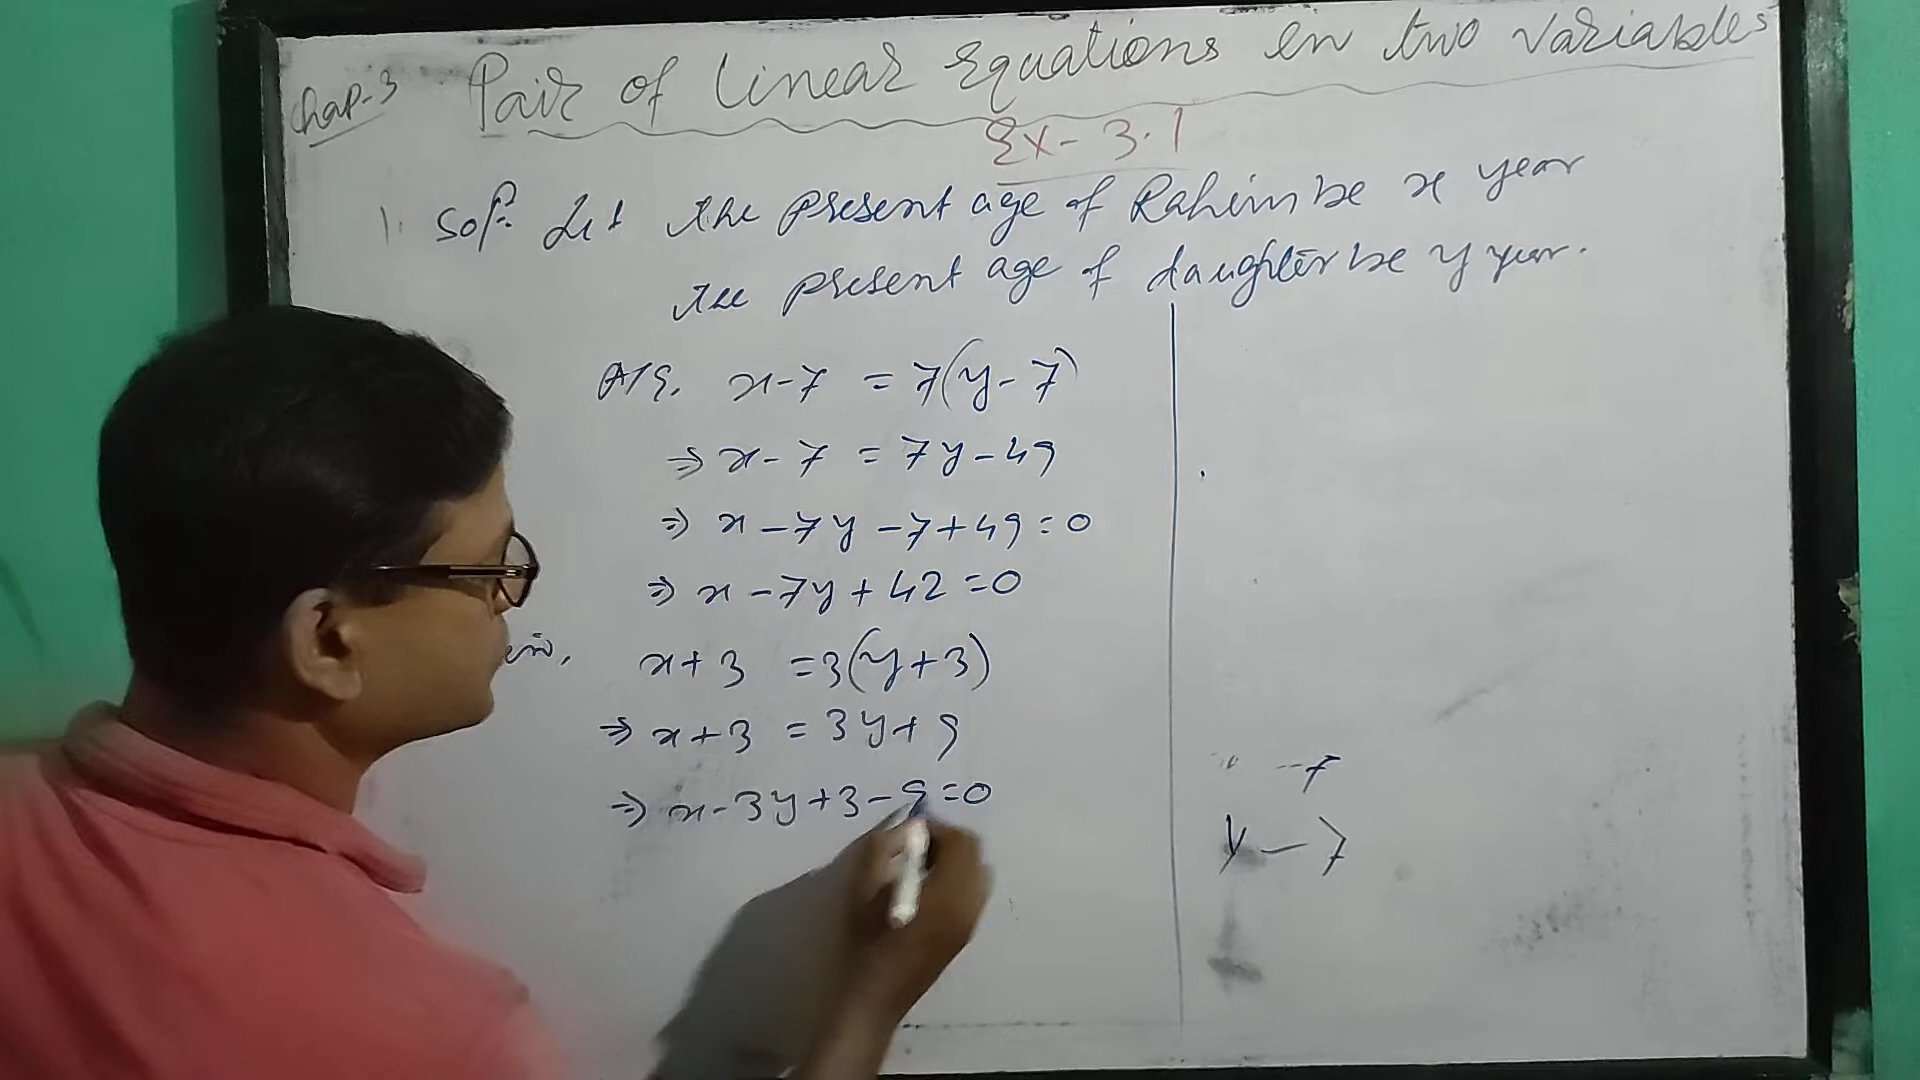 Chap-3 Pair of Linear Equations in two variables
Ex- 3.1
1. Solⁿ: Let the present age of Rahim be x year
the present age of daughter be y year.
A/Q, x-7 = 7(y-7)
⇒ x-7 = 7y-49
⇒ x-7y-7+49=0
⇒ x-7y+42=0
x+3 =3(y+3)
⇒ x+3 = 3y+9
⇒ x-3y+3-9=0
-7
y-7